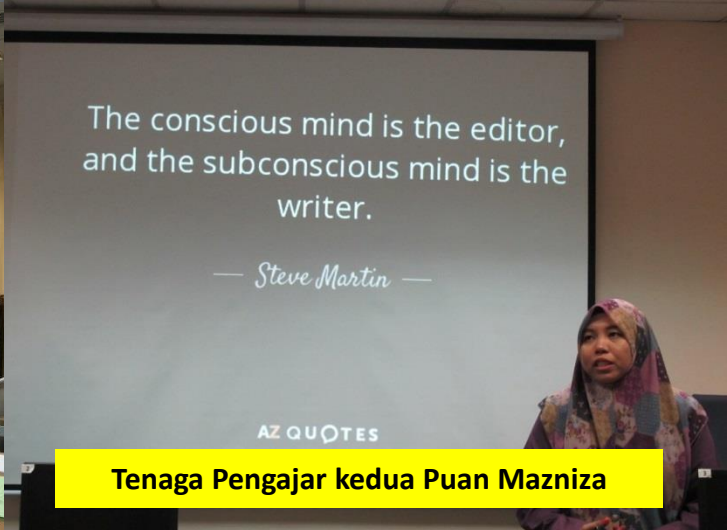 The conscious mind is the editor,
and the subconscious mind is the
writer.
— Steve Martin —
AZ QUOTES
Tenaga Pengajar kedua Puan Mazniza